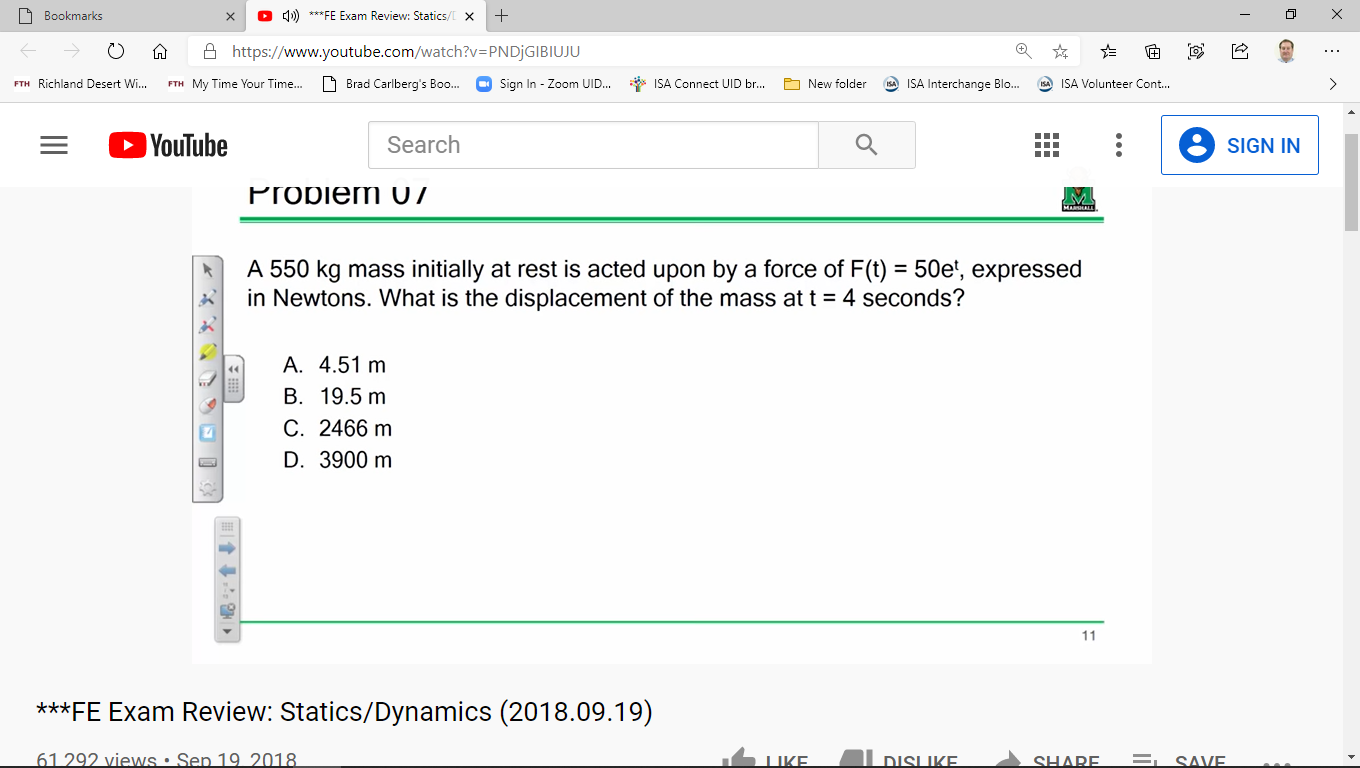 Bookmarks
***FE Exam Review: Statics/D
https://www.youtube.com/watch?v=PNDjGIBIUJU
FTH Richland Desert Wi...
FTH My Time Your Time...
Brad Carlberg's Boo...
Sign In - Zoom UID...
ISA Connect UID br...
New folder
ISA Interchange Blo...
ISA Volunteer Cont...
YouTube
Search
SIGN IN
Problem 07
MARSHALL
A 550 kg mass initially at rest is acted upon by a force of F(t) = 50eᵗ, expressed
in Newtons. What is the displacement of the mass at t = 4 seconds?
A. 4.51 m
B. 19.5 m
C. 2466 m
D. 3900 m
11
***FE Exam Review: Statics/Dynamics (2018.09.19)
61,292 views • Sep 19, 2018
LIKE
DISLIKE
SHARE
SAVE